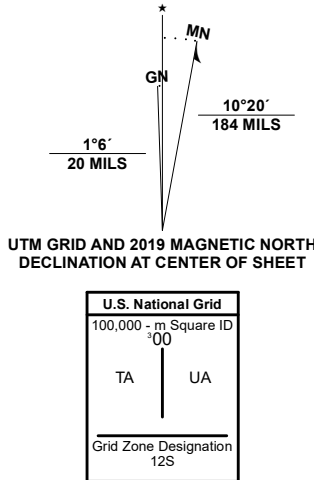 ★
MN
GN
1°6´
20 MILS
10°20´
184 MILS
UTM GRID AND 2019 MAGNETIC NORTH
DECLINATION AT CENTER OF SHEET
U.S. National Grid
100,000 - m Square ID
³00
TA UA
Grid Zone Designation
12S